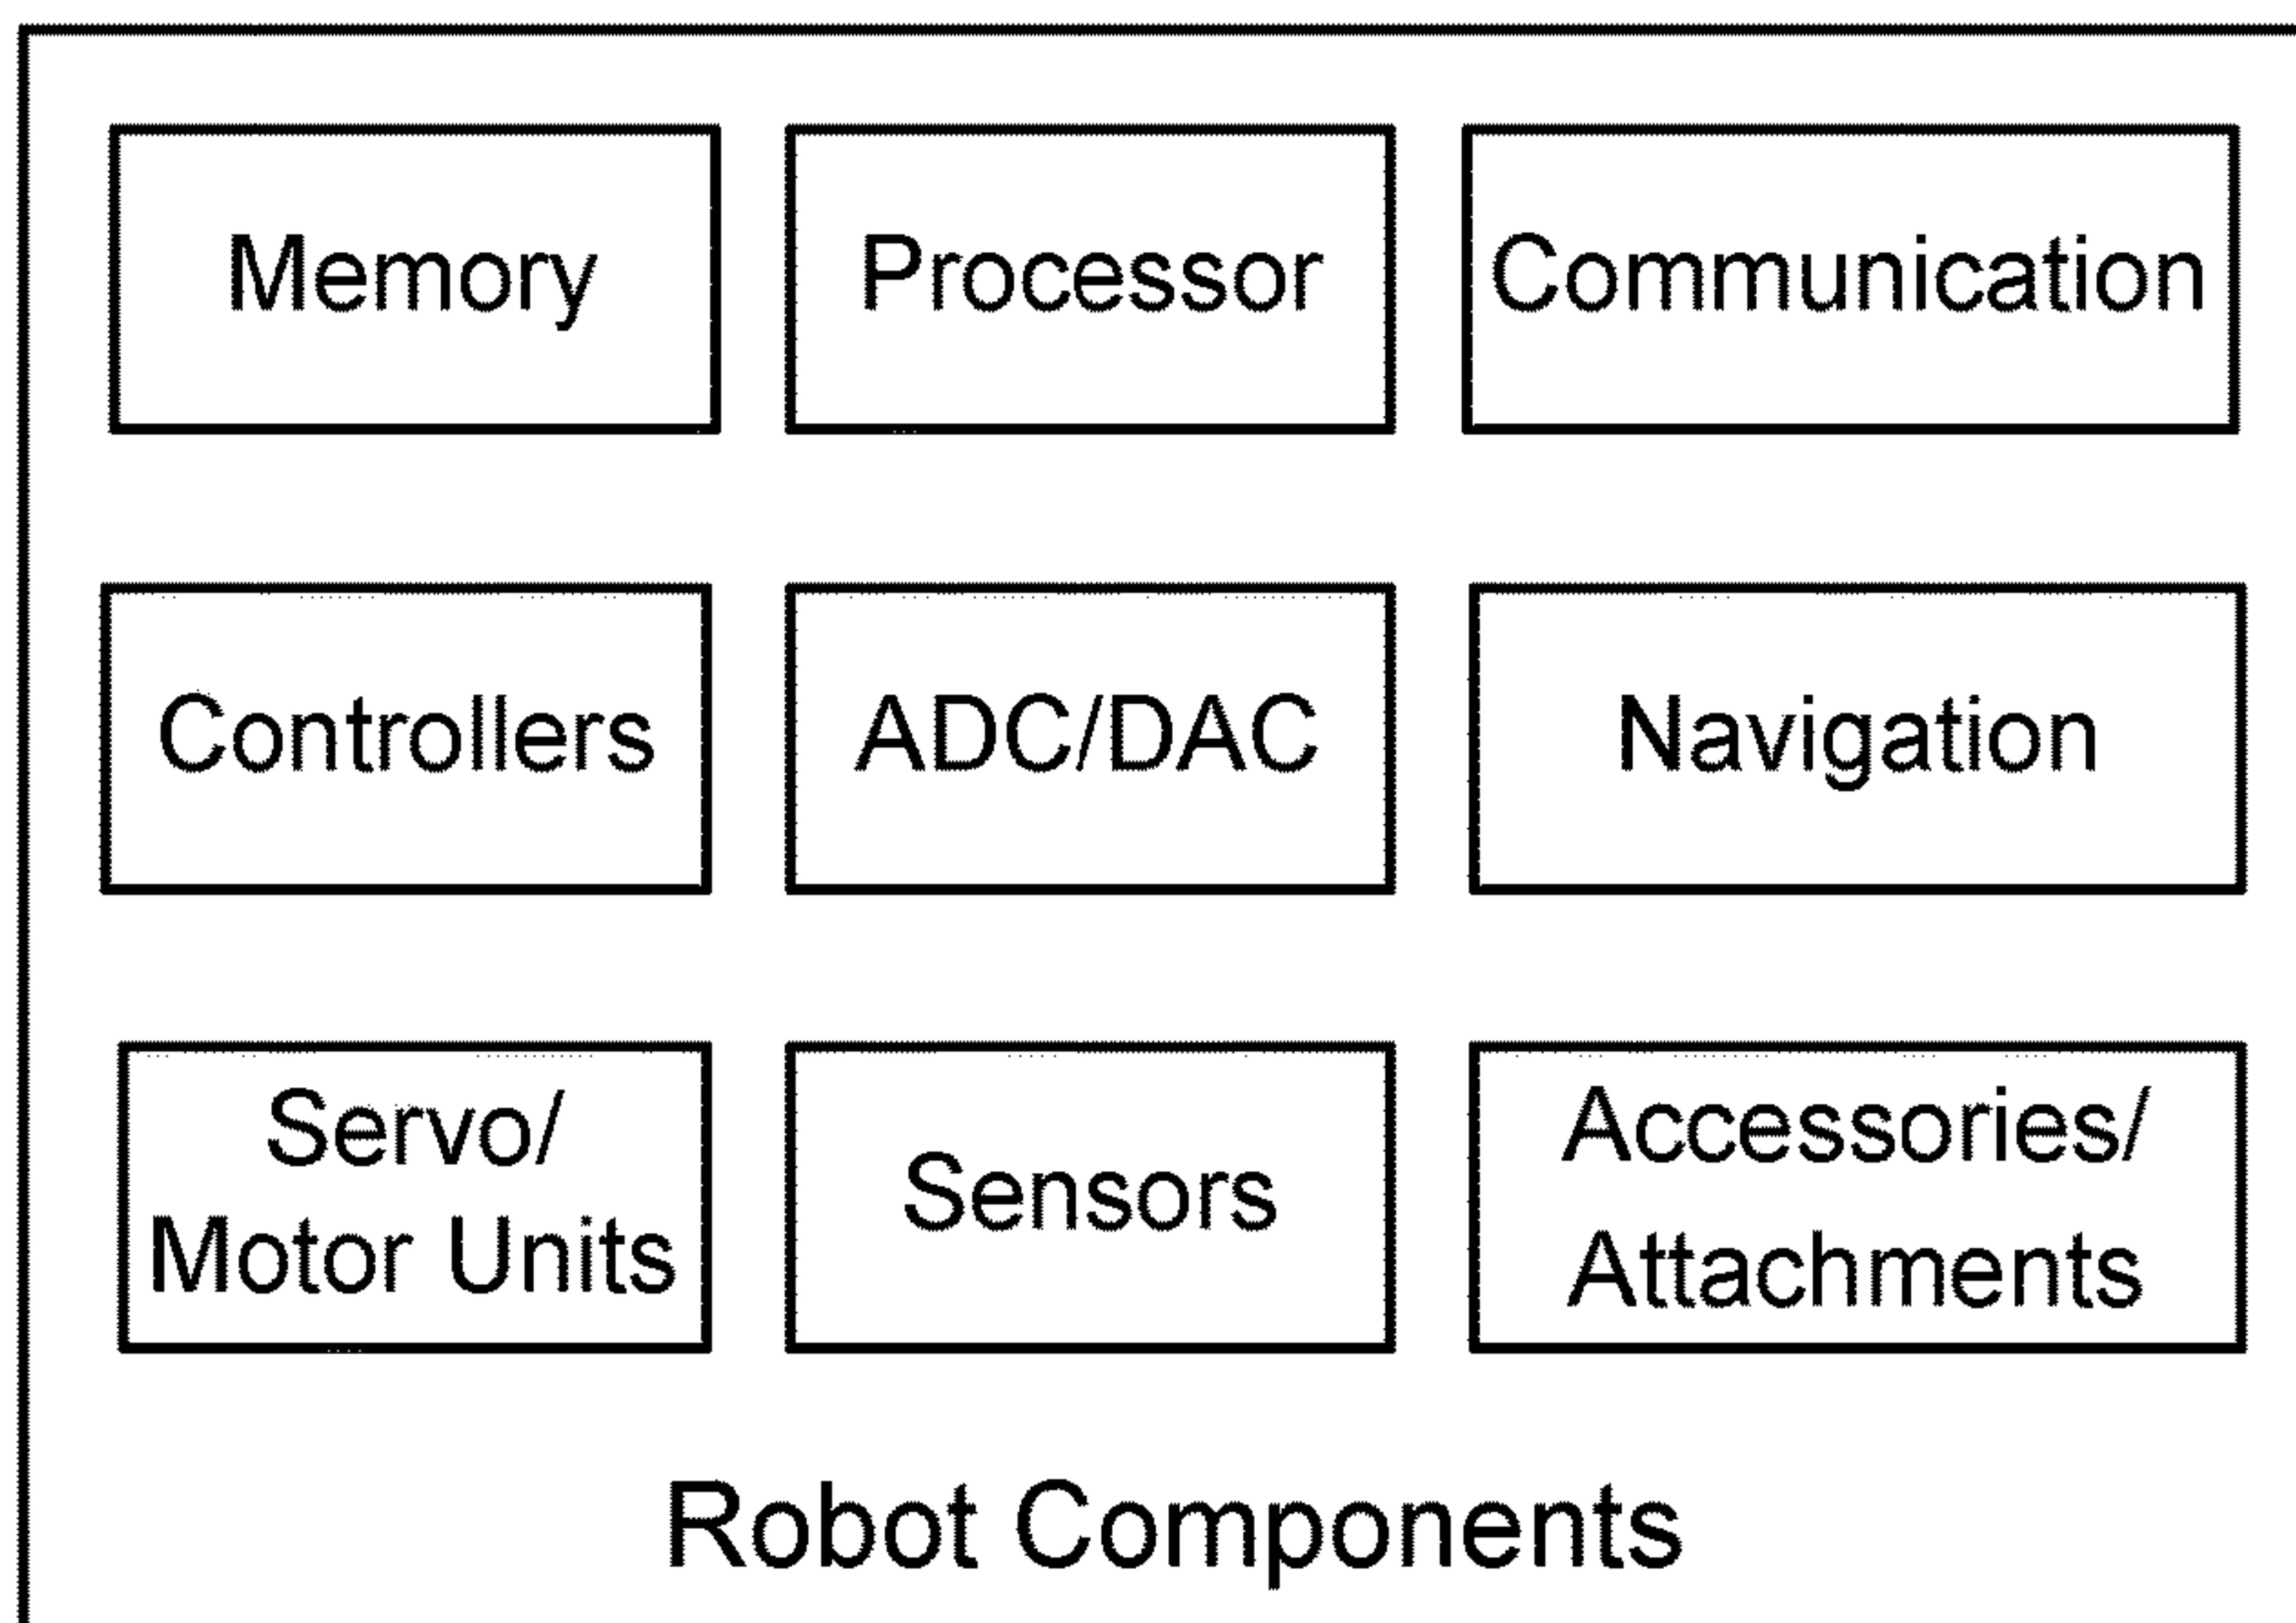 Memory
Processor
Communication
Controllers
ADC/DAC
Navigation
Servo/
Motor Units
Sensors
Accessories/
Attachments
Robot Components